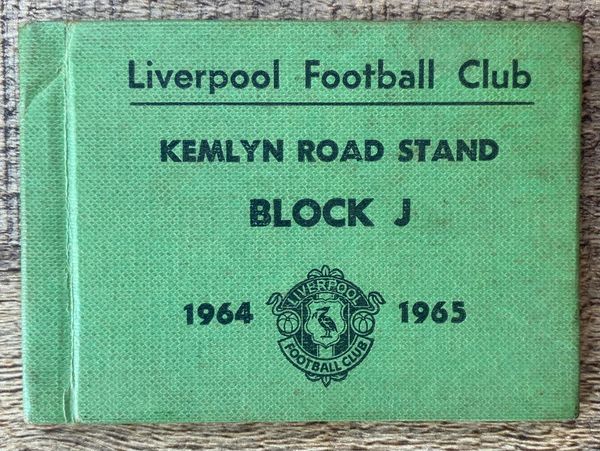 Liverpool Football Club
KEMLYN ROAD STAND
BLOCK J
1964
LIVERPOOL
FOOTBALL CLUB
1965